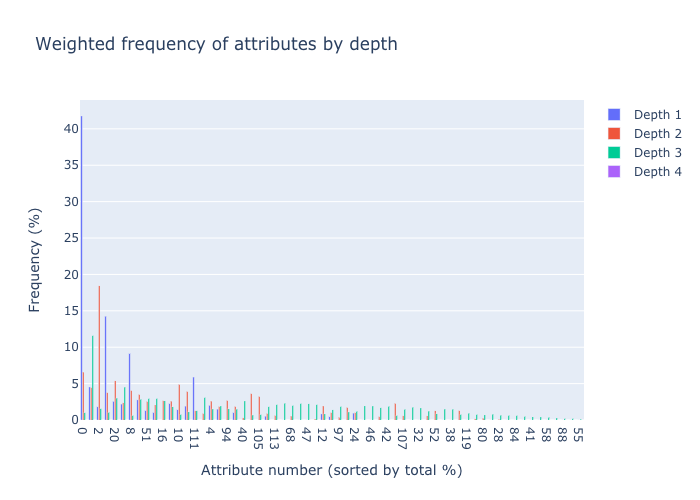 Weighted frequency of attributes by depth
Depth 1
Depth 2
Depth 3
Depth 4
Frequency (%)
40
35
30
25
20
15
10
5
0
0 2 20 8 51 16 10 111 4 94 40 105 113 68 47 12 97 24 46 42 107 32 52 38 119 80 28 84 41 58 88 55
Attribute number (sorted by total %)